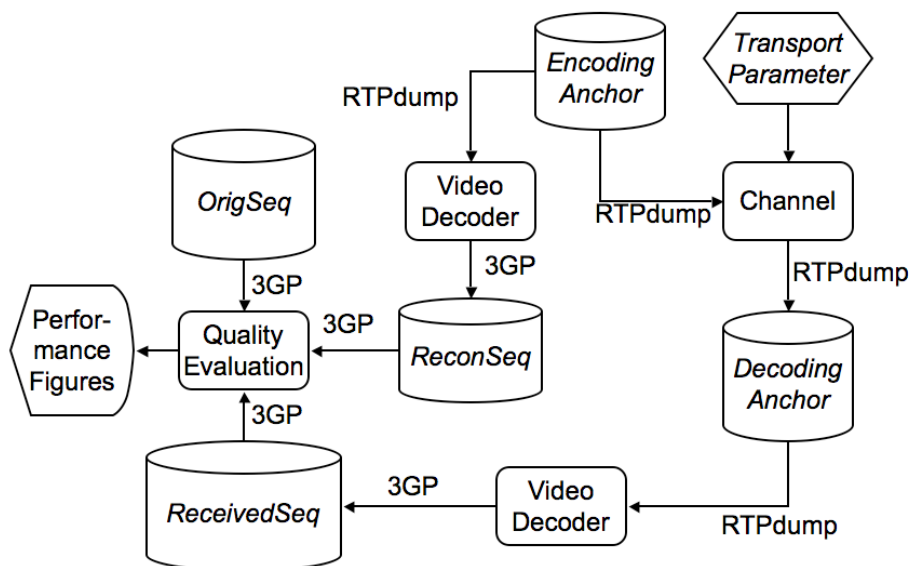 Encoding
Anchor
Transport
Parameter
RTPdump
OrigSeq
Video
Decoder
RTPdump
Channel
3GP
3GP
RTPdump
Perfor-
mance
Figures
Quality
Evaluation
3GP
ReconSeq
Decoding
Anchor
3GP
ReceivedSeq
3GP
Video
Decoder
RTPdump